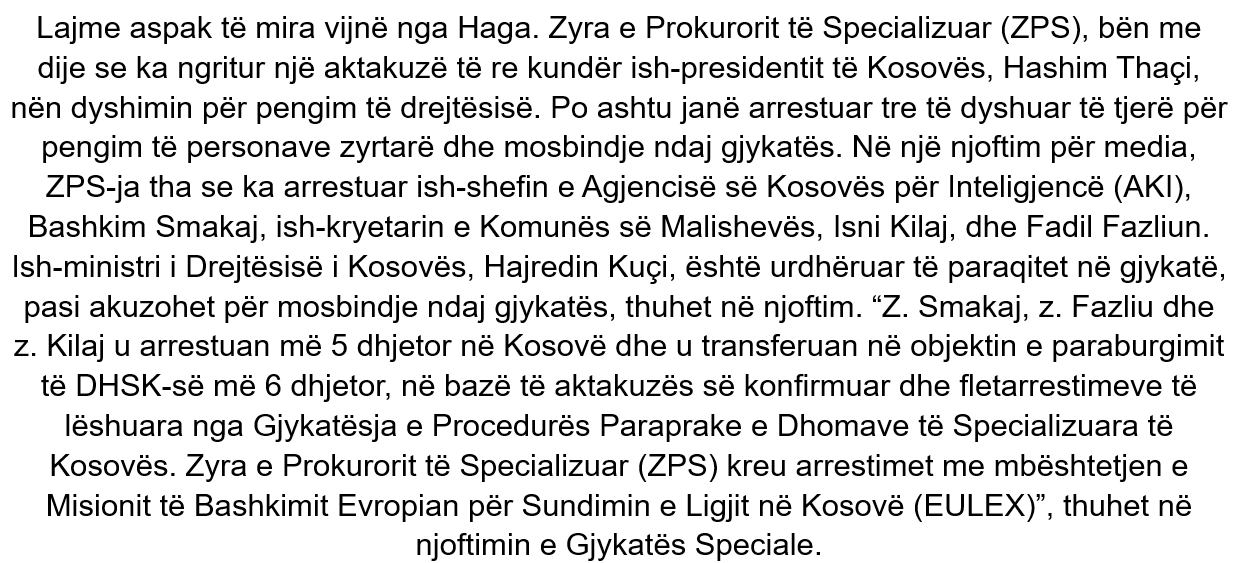 Lajme aspak të mira vijnë nga Haga. Zyra e Prokurorit të Specializuar (ZPS), bën me
dije se ka ngritur një aktakuzë të re kundër ish-presidentit të Kosovës, Hashim Thaçi,
nën dyshimin për pengim të drejtësisë. Po ashtu janë arrestuar tre të dyshuar të tjerë për
pengim të personave zyrtarë dhe mosbindje ndaj gjykatës. Në një njoftim për media,
ZPS-ja tha se ka arrestuar ish-shefin e Agjencisë së Kosovës për Inteligjencë (AKI),
Bashkim Smakaj, ish-kryetarin e Komunës së Malishevës, Isni Kilaj, dhe Fadil Fazliun.
Ish-ministri i Drejtësisë i Kosovës, Hajredin Kuçi, është urdhëruar të paraqitet në gjykatë,
pasi akuzohet për mosbindje ndaj gjykatës, thuhet në njoftim. “Z. Smakaj, z. Fazliu dhe
z. Kilaj u arrestuan më 5 dhjetor në Kosovë dhe u transferuan në objektin e paraburgimit
të DHSK-së më 6 dhjetor, në bazë të aktakuzës së konfirmuar dhe fletarrestimeve të
lëshuara nga Gjykatësja e Procedurës Paraprake e Dhomave të Specializuara të
Kosovës. Zyra e Prokurorit të Specializuar (ZPS) kreu arrestimet me mbështetjen e
Misionit të Bashkimit Evropian për Sundimin e Ligjit në Kosovë (EULEX)”, thuhet në
njoftimin e Gjykatës Speciale.